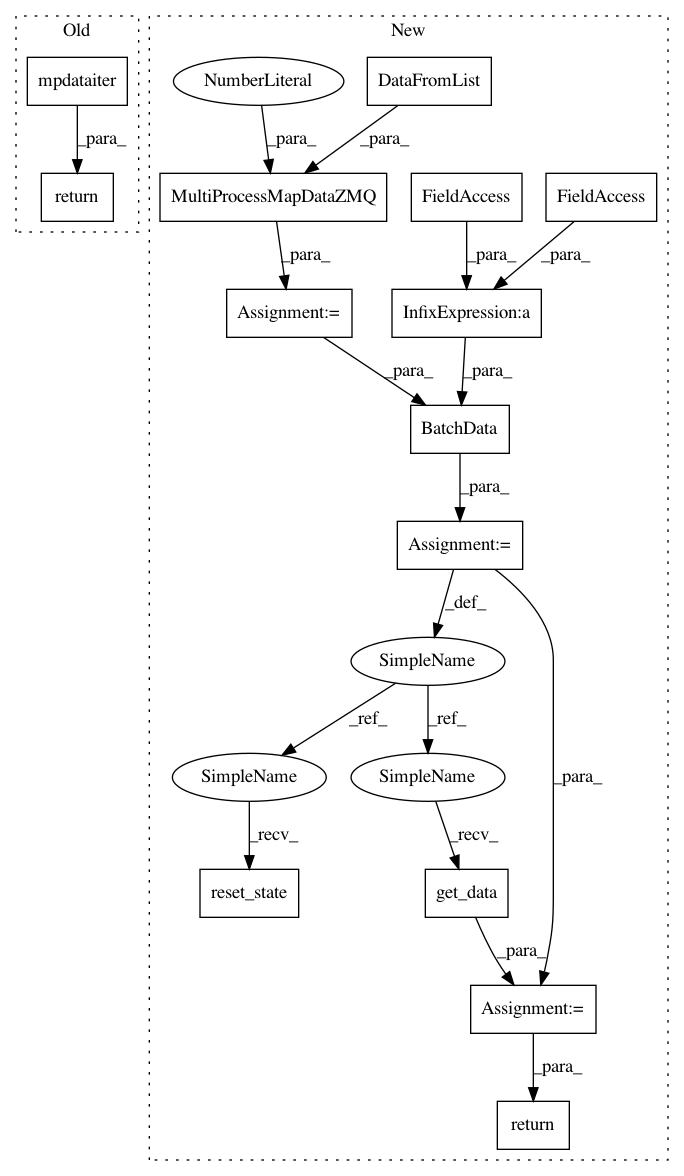 Old
New
mpdataiter
NumberLiteral
DataFromList
_para_
_para_
_para_
return
MultiProcessMapDataZMQ
FieldAccess
FieldAccess
_para_
_para_
_para_
Assignment:=
InfixExpression:a
_para_
_para_
BatchData
_para_
Assignment:=
_def_
SimpleName
_ref_
_ref_
SimpleName
SimpleName
_para_
_recv_
_recv_
reset_state
get_data
_para_
Assignment:=
_para_
return